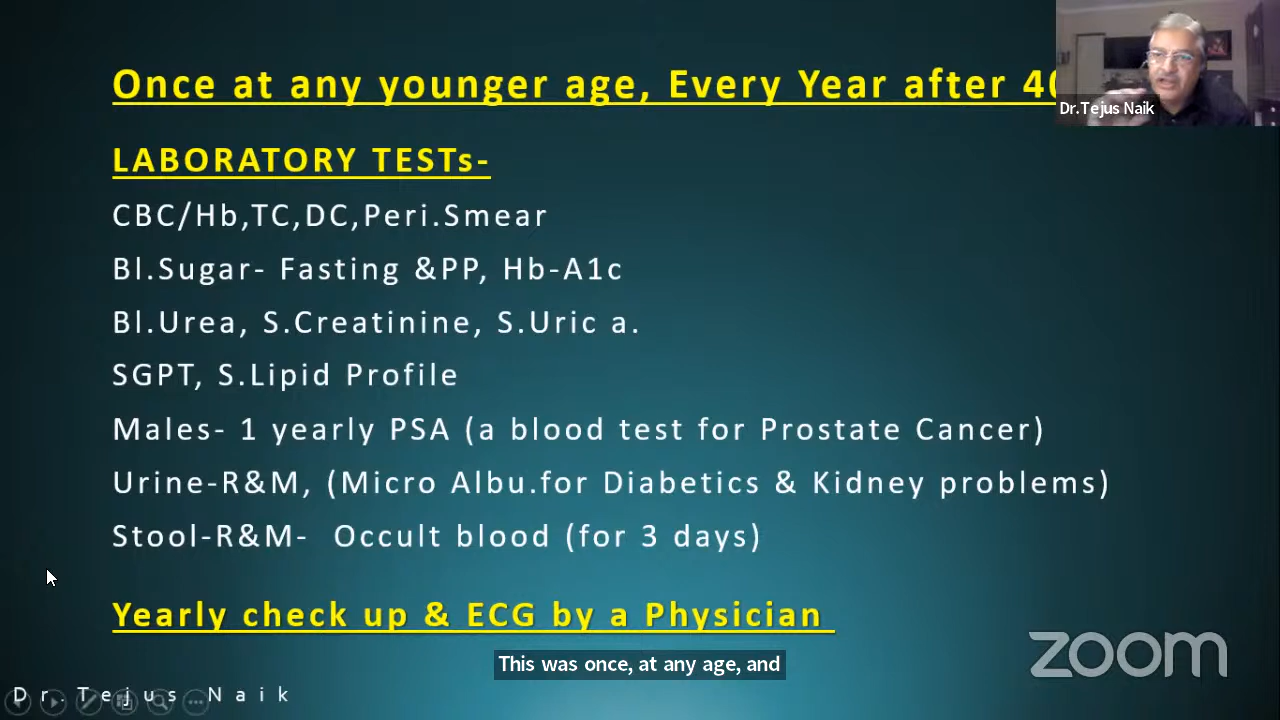 Once at any younger age, Every Year after 40
Dr.Tejus Naik
LABORATORY TESTs-
CBC/Hb,TC,DC,Peri.Smear
Bl.Sugar- Fasting &PP, Hb-A1c
Bl.Urea, S.Creatinine, S.Uric a.
SGPT, S.Lipid Profile
Males- 1 yearly PSA (a blood test for Prostate Cancer)
Urine-R&M, (Micro Albu.for Diabetics & Kidney problems)
Stool-R&M- Occult blood (for 3 days)
Yearly check up & ECG by a Physician
This was once, at any age, and
zoom
Dr.Tejus Naik